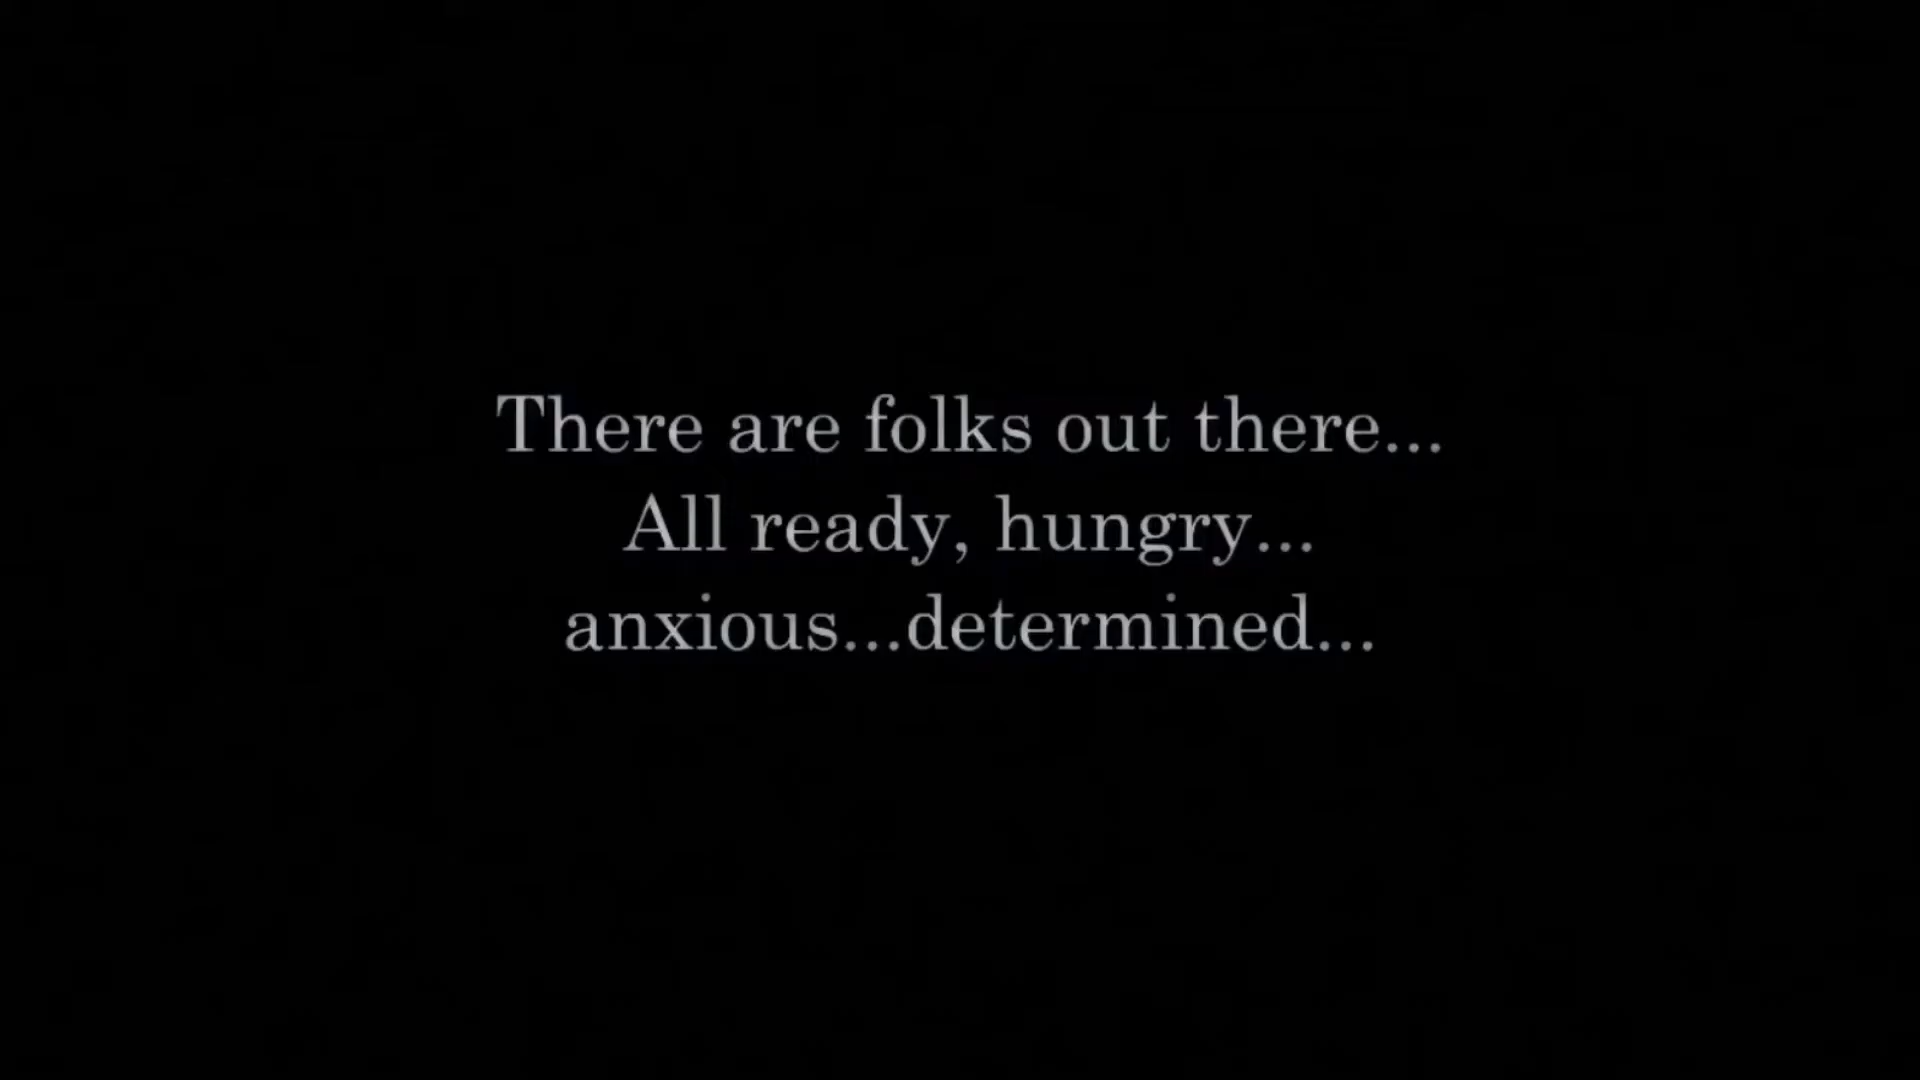 There are folks out there...
All ready, hungry...
anxious...determined...